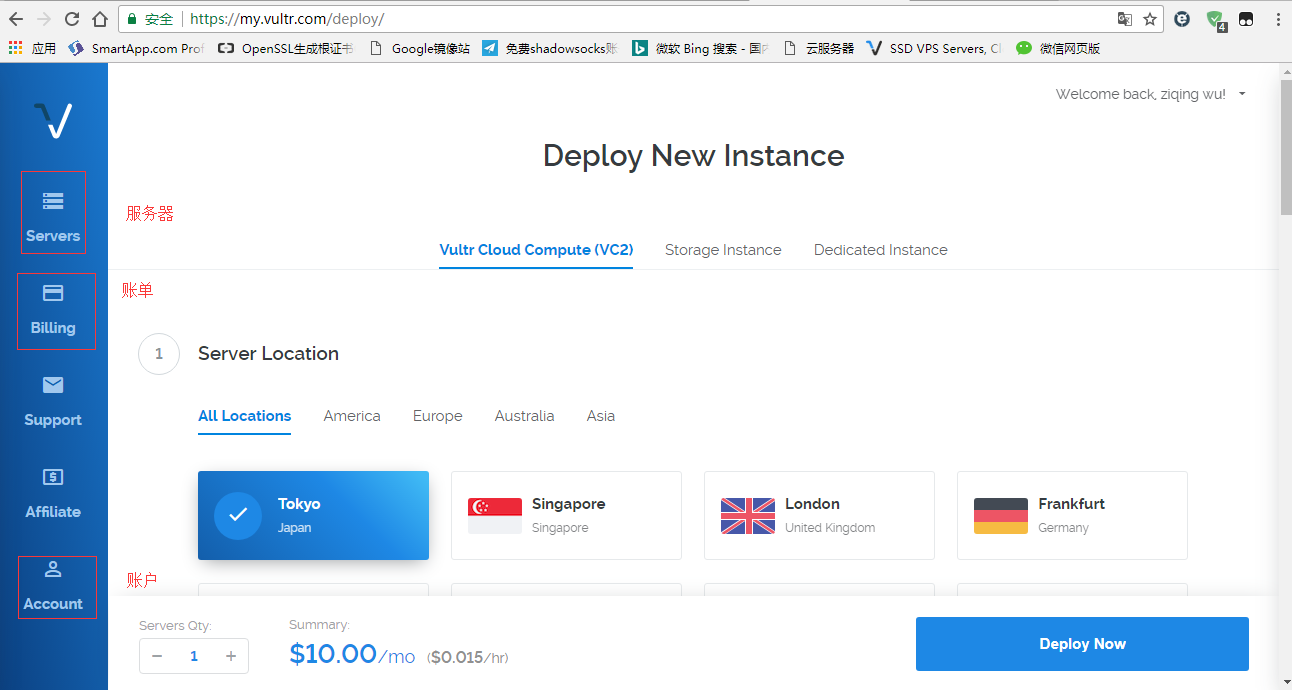 安全 https://my.vultr.com/deploy/
应用 SmartApp.com Prof OpenSSL生成根证书 Google镜像站 免费shadowsocks账 微软 Bing 搜索 - 国内 云服务器 SSD VPS Servers, Cl 微信网页版
4
Welcome back, ziqing wu!
Deploy New Instance
Servers
服务器
Vultr Cloud Compute (VC2) Storage Instance Dedicated Instance
账单
Billing
1 Server Location
Support
All Locations America Europe Australia Asia
Affiliate
Tokyo
Japan
Singapore
Singapore
London
United Kingdom
Frankfurt
Germany
账户
Account
Servers Qty:
− 1 +
Summary:
$10.00/mo ($0.015/hr)
Deploy Now